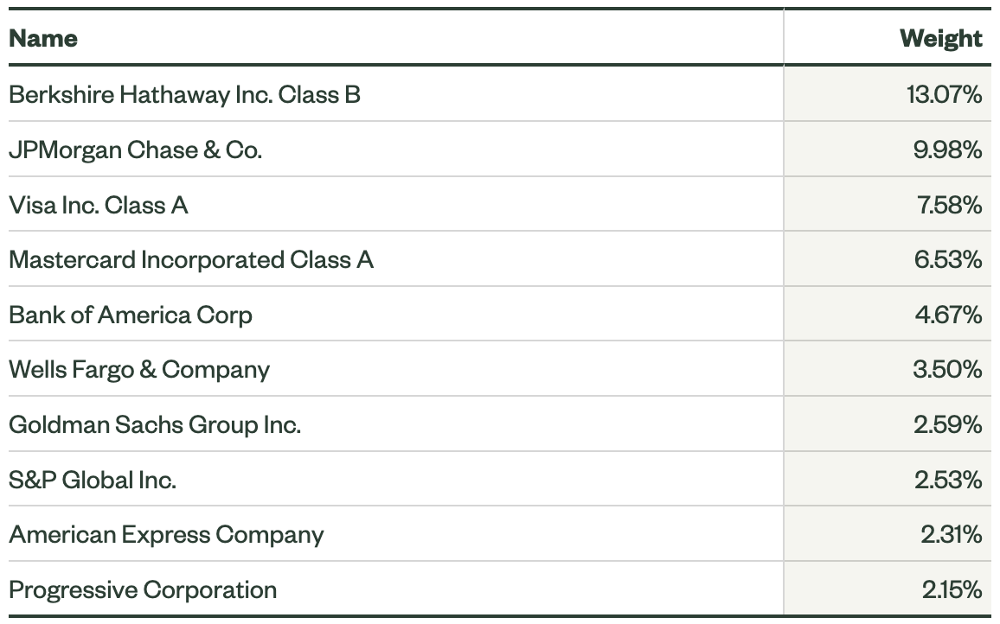 Name Weight
Berkshire Hathaway Inc. Class B 13.07%
JPMorgan Chase & Co. 9.98%
Visa Inc. Class A 7.58%
Mastercard Incorporated Class A 6.53%
Bank of America Corp 4.67%
Wells Fargo & Company 3.50%
Goldman Sachs Group Inc. 2.59%
S&P Global Inc. 2.53%
American Express Company 2.31%
Progressive Corporation 2.15%